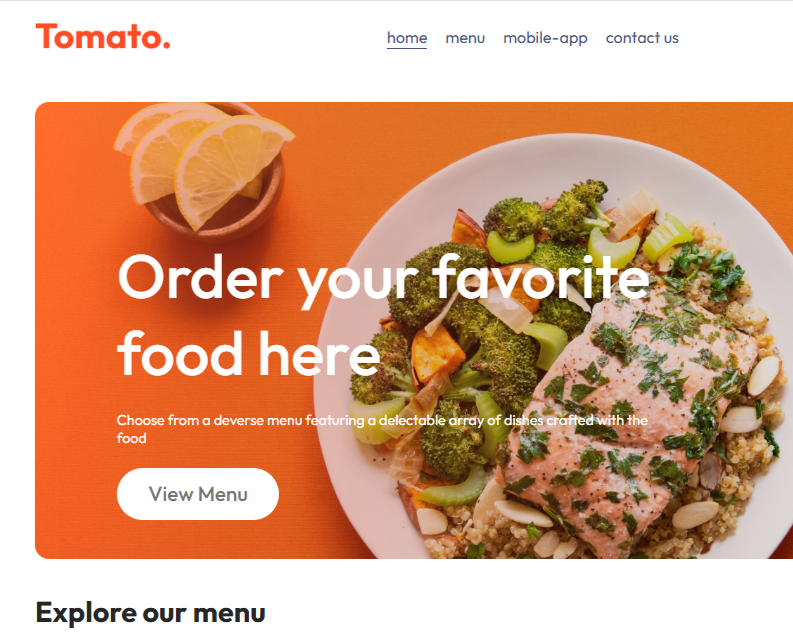 Tomato.
home menu mobile-app contact us
Order your favorite
food here
Choose from a deverse menu featuring a delectable array of dishes crafted with the
food
View Menu
Explore our menu